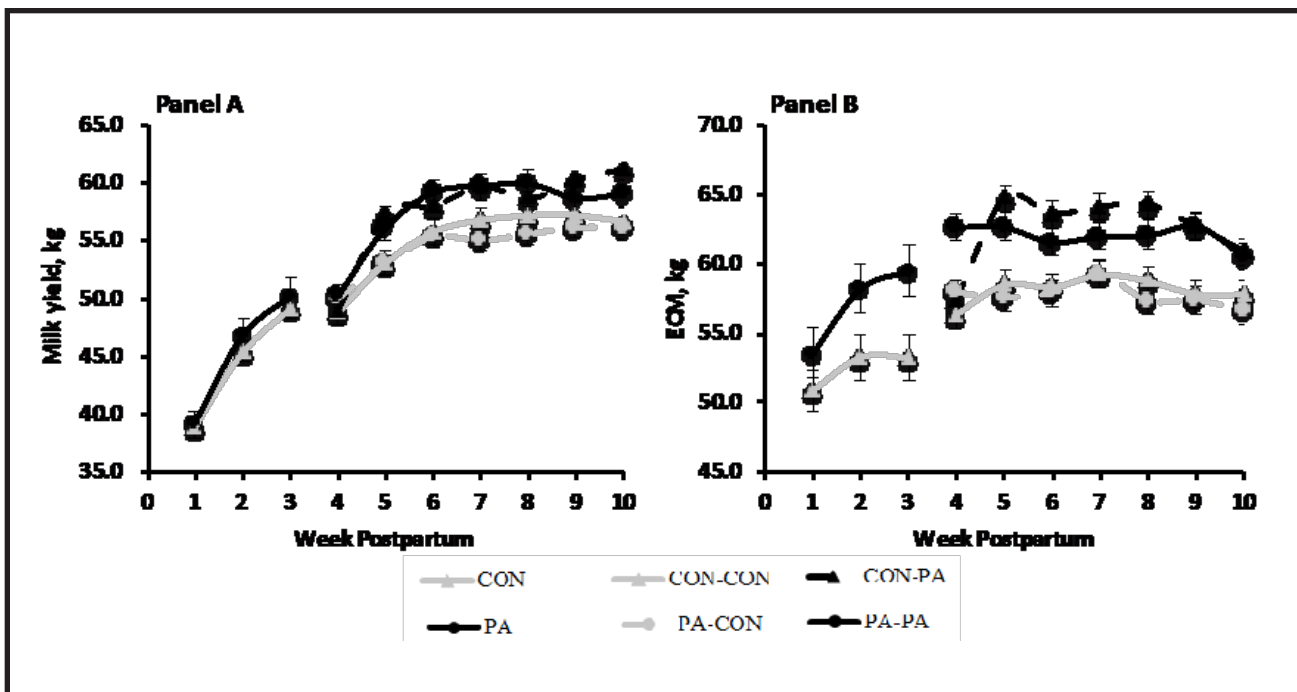 Panel A
65.0
60.0
55.0
50.0
45.0
40.0
35.0
Milk yield, kg
0 1 2 3 4 5 6 7 8 9 10
Week Postpartum
Panel B
70.0
65.0
60.0
55.0
50.0
45.0
ECM, kg
0 1 2 3 4 5 6 7 8 9 10
Week Postpartum
CON CON-CON CON-PA
PA PA-CON PA-PA